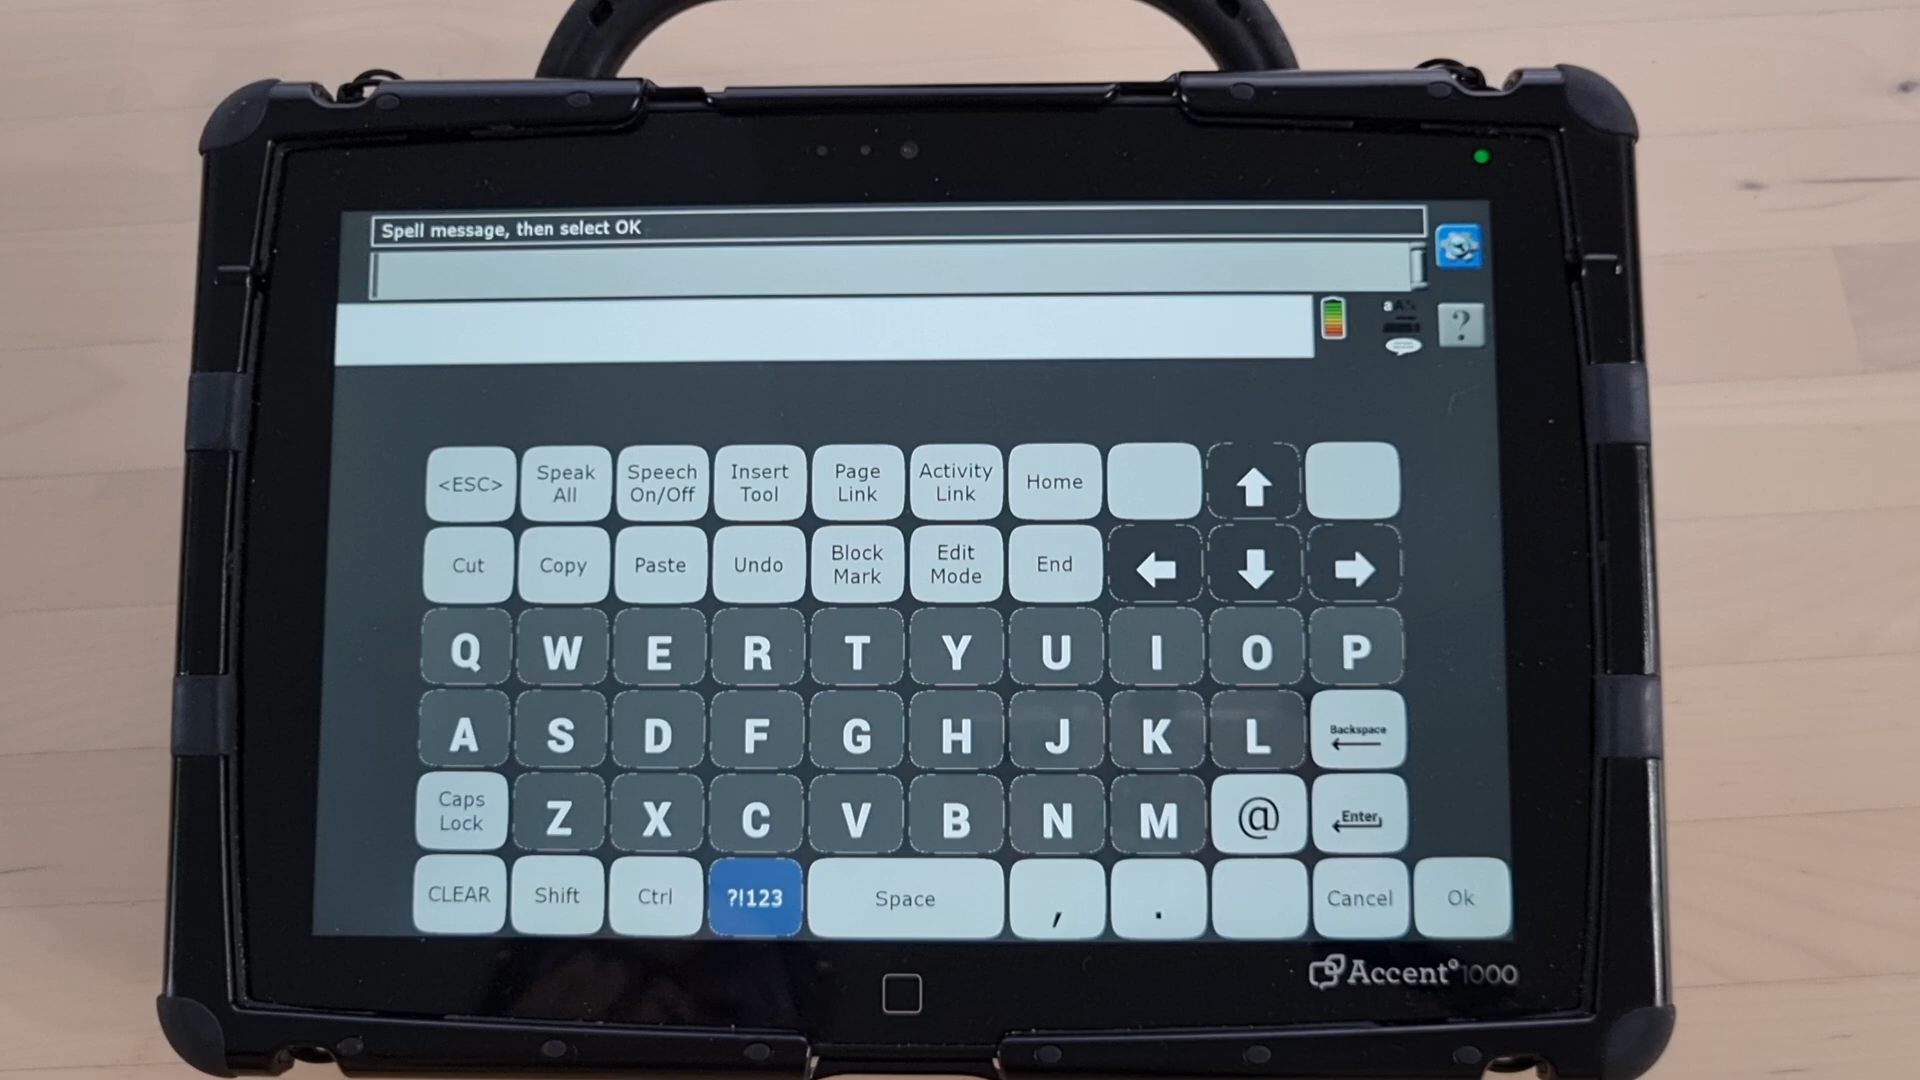 Spell message, then select OK
?
<ESC> Speak All Speech On/Off Insert Tool Page Link Activity Link Home
Cut Copy Paste Undo Block Mark Edit Mode End
Q W E R T Y U I O P
A S D F G H J K L Backspace
Caps Lock Z X C V B N M @ Enter
CLEAR Shift Ctrl ?!123 Space , . Cancel Ok
Accent 1000